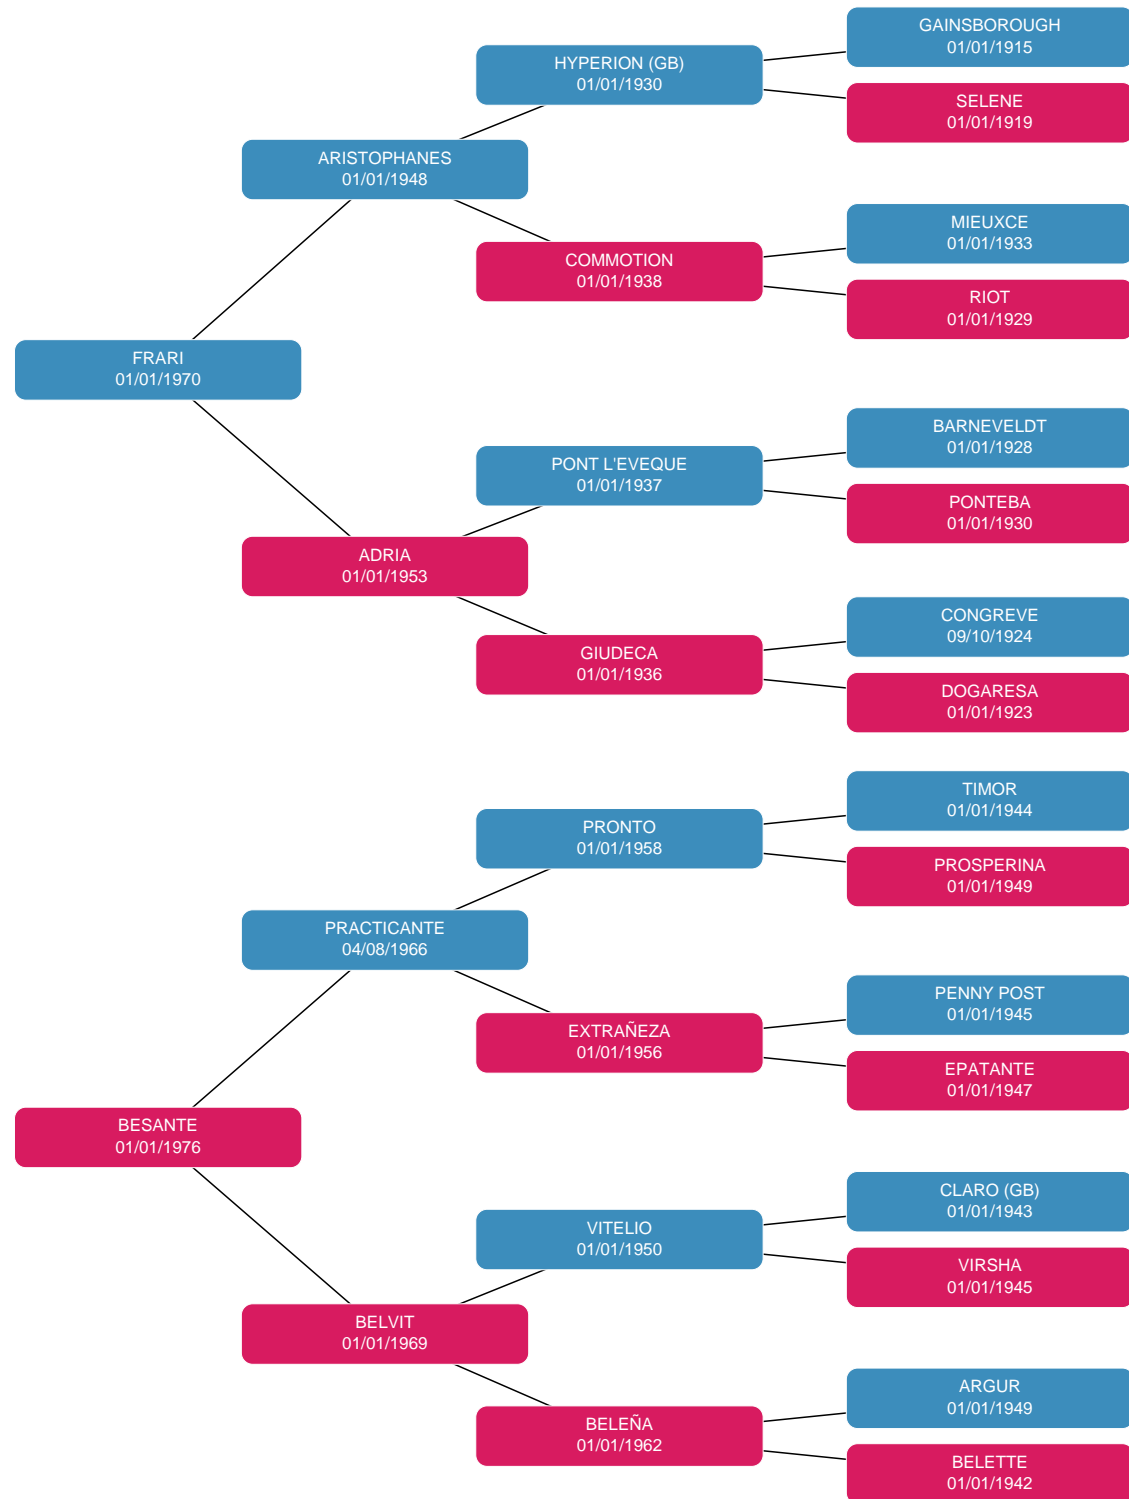 GAINSBOROUGH
01/01/1915
HYPERION (GB)
01/01/1930
SELENE
01/01/1919
ARISTOPHANES
01/01/1948
MIEUXCE
01/01/1933
COMMOTION
01/01/1938
RIOT
01/01/1929
FRARI
01/01/1970
BARNEVELDT
01/01/1928
PONT L'EVEQUE
01/01/1937
PONTEBA
01/01/1930
ADRIA
01/01/1953
CONGREVE
09/10/1924
GIUDECA
01/01/1936
DOGARESA
01/01/1923
TIMOR
01/01/1944
PRONTO
01/01/1958
PROSPERINA
01/01/1949
PRACTICANTE
04/08/1966
PENNY POST
01/01/1945
EXTRAÑEZA
01/01/1956
EPATANTE
01/01/1947
BESANTE
01/01/1976
CLARO (GB)
01/01/1943
VITELIO
01/01/1950
VIRSHA
01/01/1945
BELVIT
01/01/1969
ARGUR
01/01/1949
BELEÑA
01/01/1962
BELETTE
01/01/1942